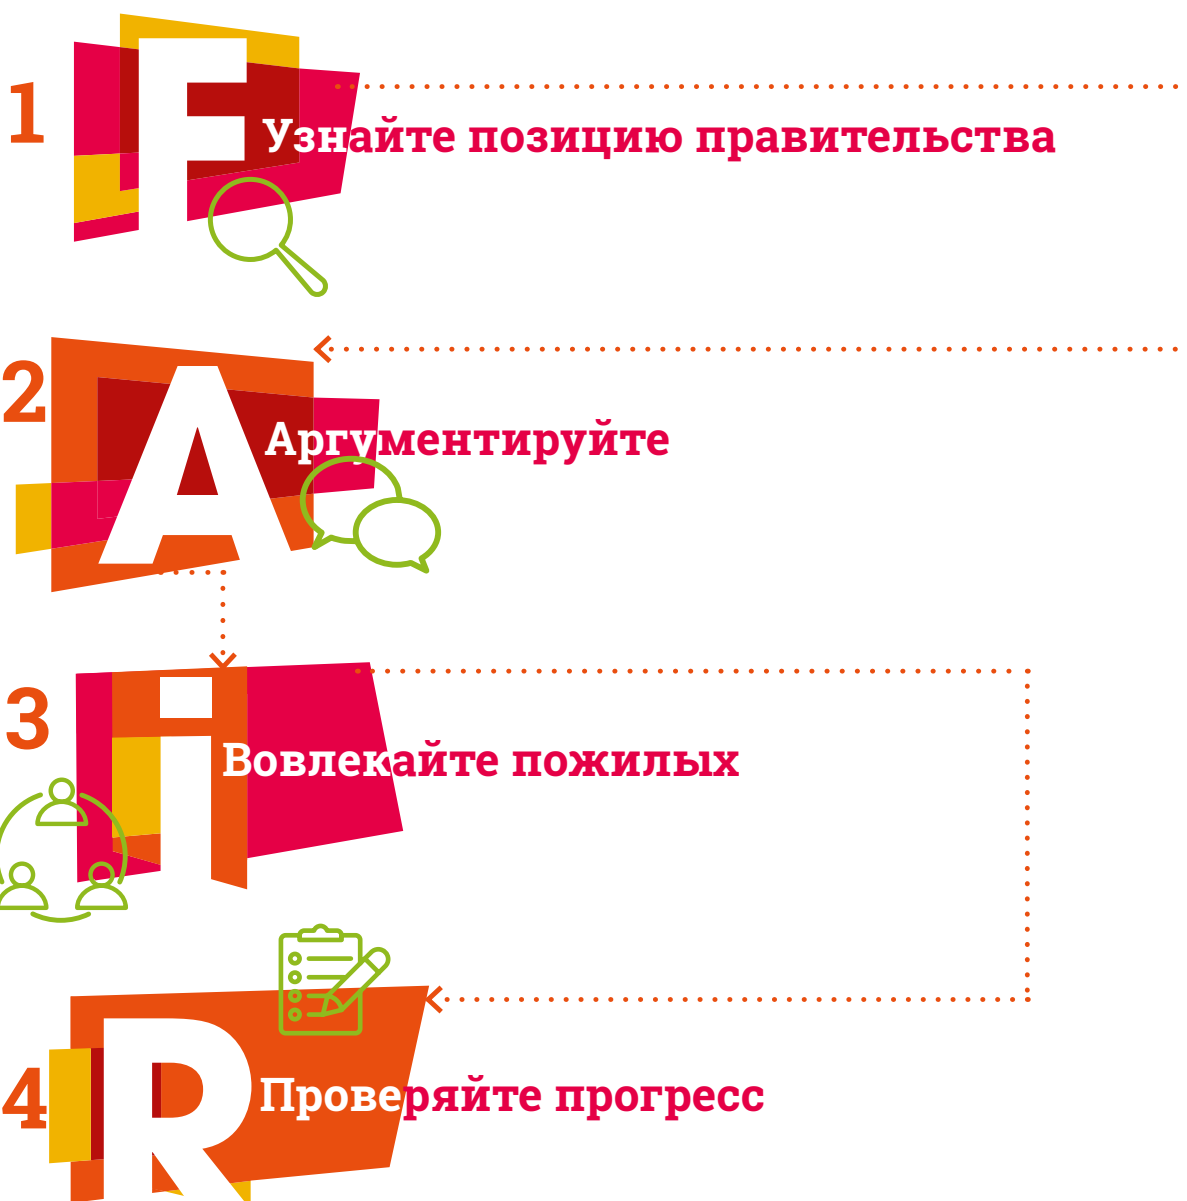 1
F
Узнайте позицию правительства
2
A
Аргументируйте
3
i
Вовлекайте пожилых
4
R
Проверяйте прогресс